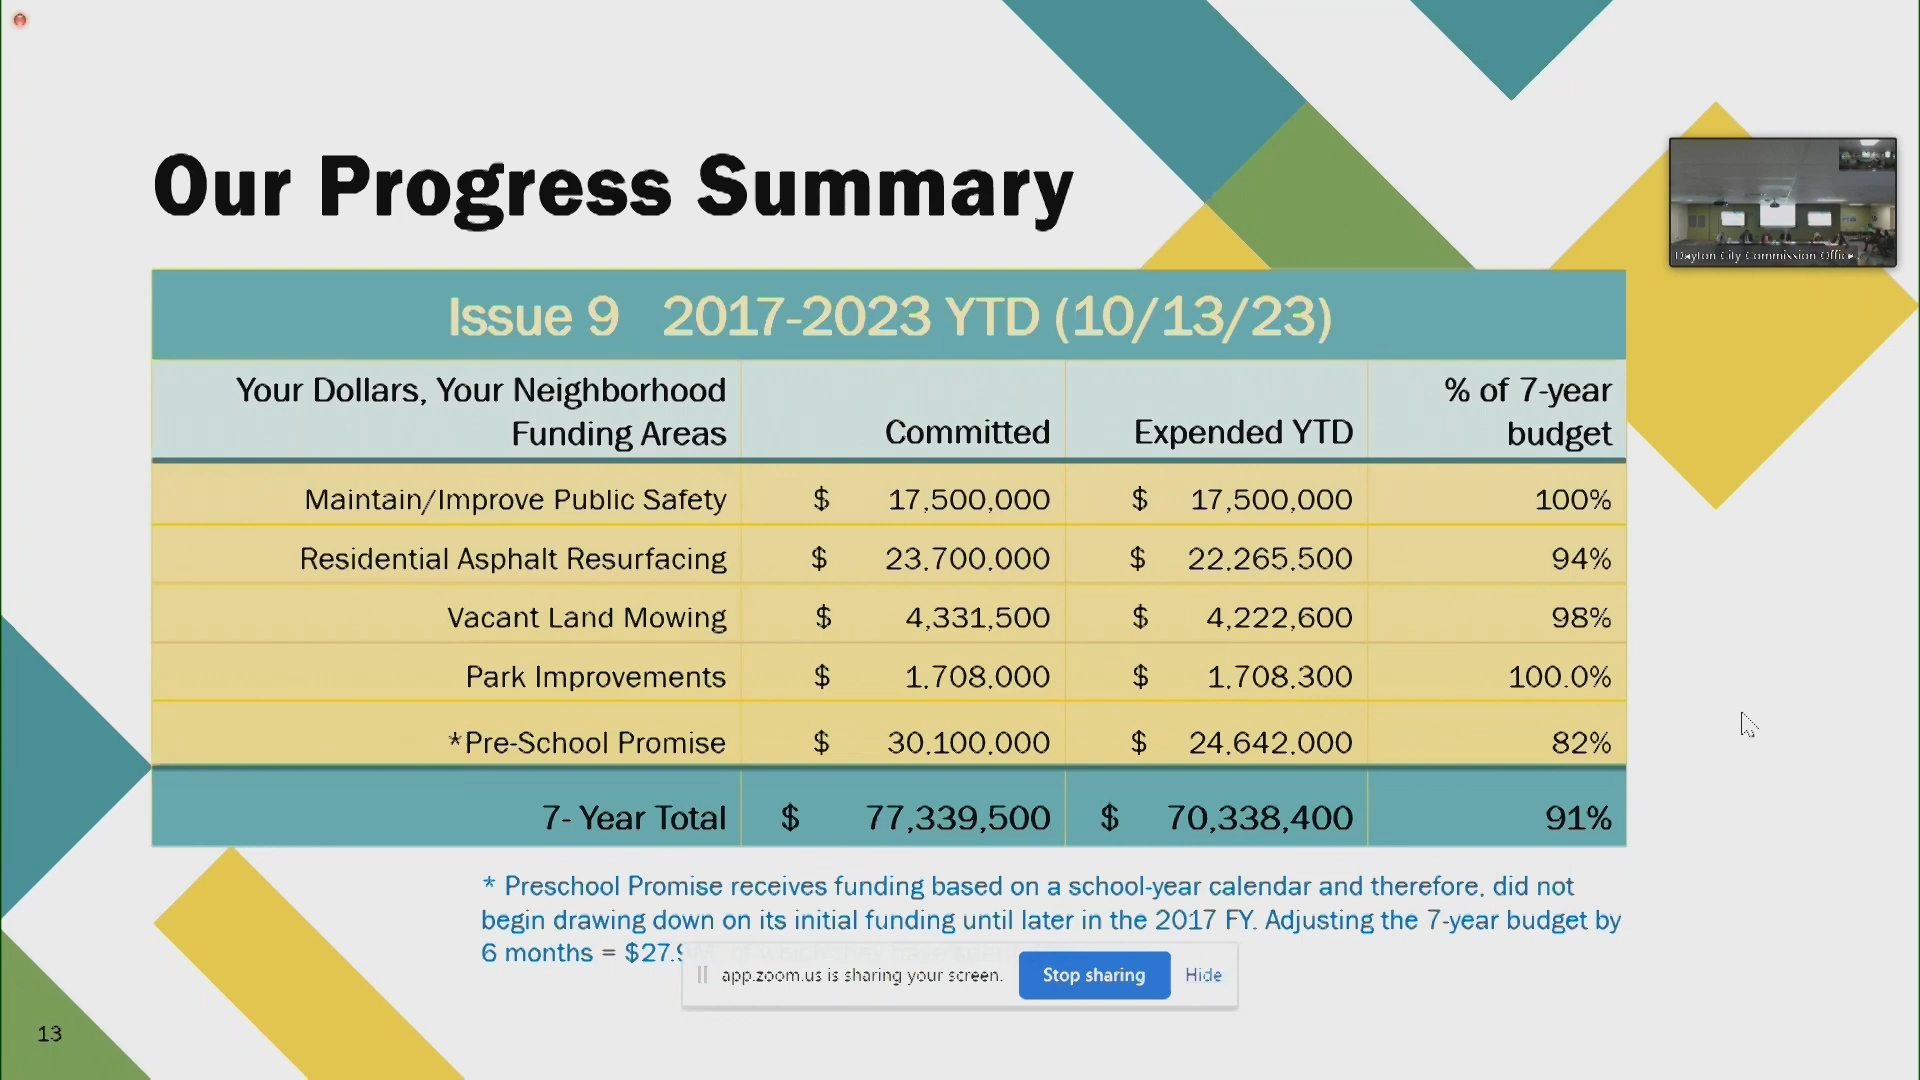 Our Progress Summary
Dayton City Commission Office
Issue 9 2017-2023 YTD (10/13/23)
Your Dollars, Your Neighborhood
Funding Areas
Committed
Expended YTD
% of 7-year
budget
Maintain/Improve Public Safety $ 17,500,000 $ 17,500,000 100%
Residential Asphalt Resurfacing $ 23,700,000 $ 22,265,500 94%
Vacant Land Mowing $ 4,331,500 $ 4,222,600 98%
Park Improvements $ 1,708,000 $ 1,708,300 100.0%
*Pre-School Promise $ 30,100,000 $ 24,642,000 82%
7- Year Total $ 77,339,500 $ 70,338,400 91%
* Preschool Promise receives funding based on a school-year calendar and therefore, did not
begin drawing down on its initial funding until later in the 2017 FY. Adjusting the 7-year budget by
6 months =
app.zoom.us is sharing your screen. Stop sharing Hide
13